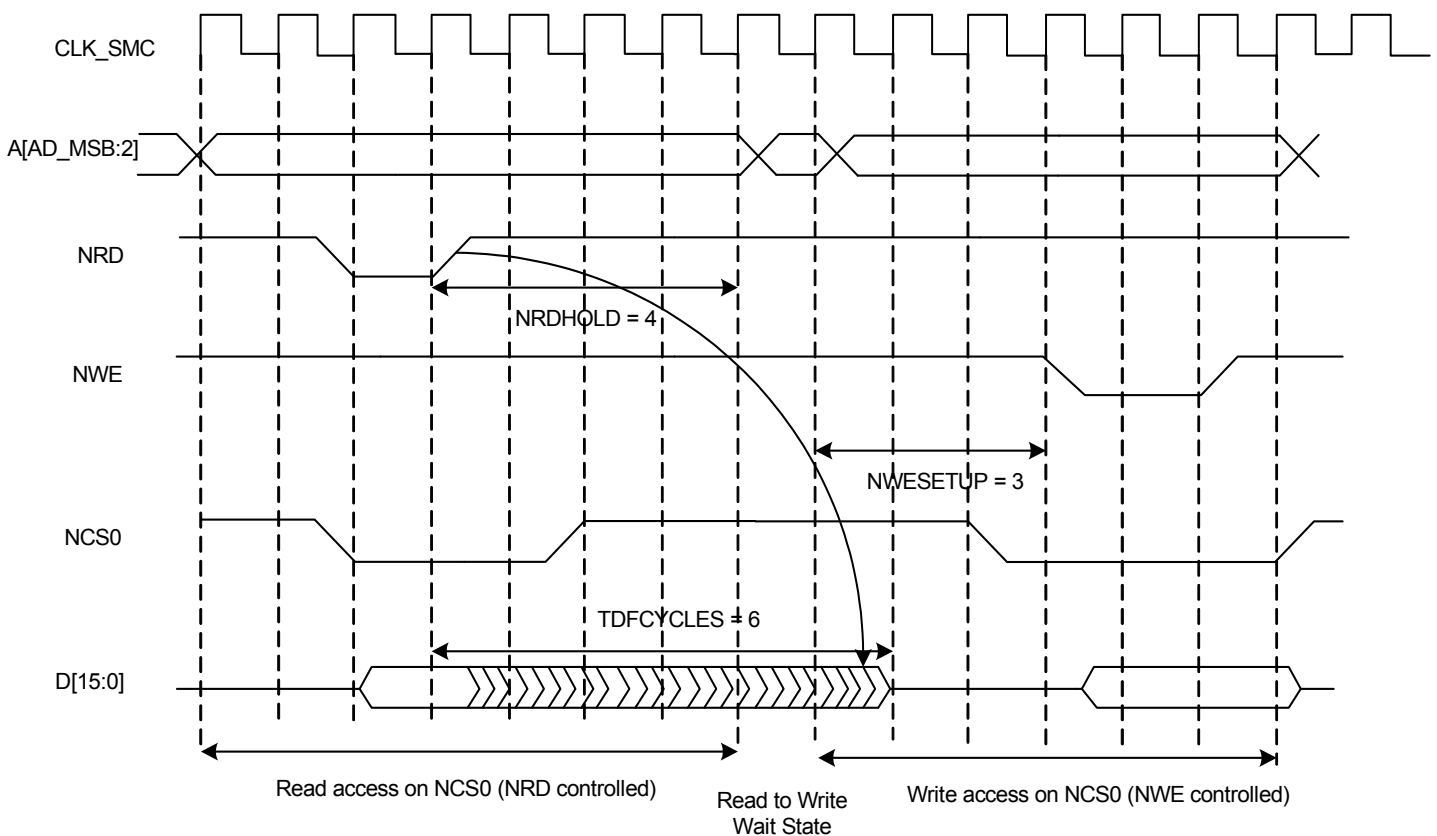 CLK_SMC
A[AD_MSB:2]
NRD
NRDHOLD = 4
NWE
NWESETUP = 3
NCS0
TDFCYCLES = 6
D[15:0]
Read access on NCS0 (NRD controlled)
Read to Write
Wait State
Write access on NCS0 (NWE controlled)